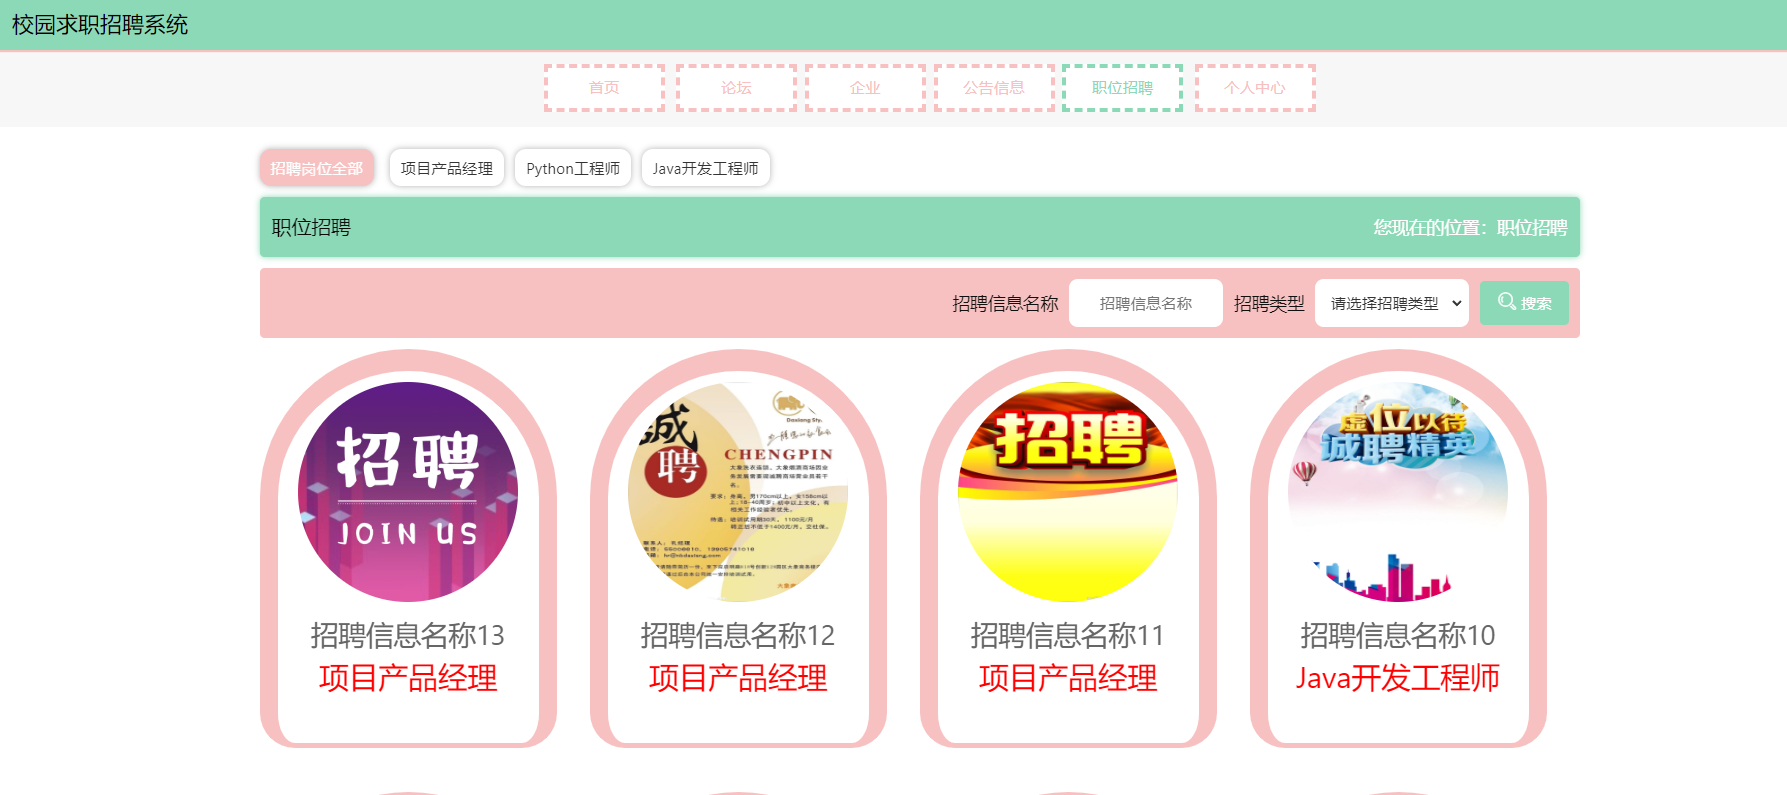 校园求职招聘系统
首页 论坛 企业 公告信息 职位招聘 个人中心
招聘岗位全部 项目产品经理 Python工程师 Java开发工程师
职位招聘 您现在的位置：职位招聘
招聘信息名称 招聘信息名称 招聘类型 请选择招聘类型 搜索
招聘
JOIN US
诚
聘
CHENGPIN
招聘
虚位以待
诚聘精英
招聘信息名称13 招聘信息名称12 招聘信息名称11 招聘信息名称10
项目产品经理 项目产品经理 项目产品经理 Java开发工程师